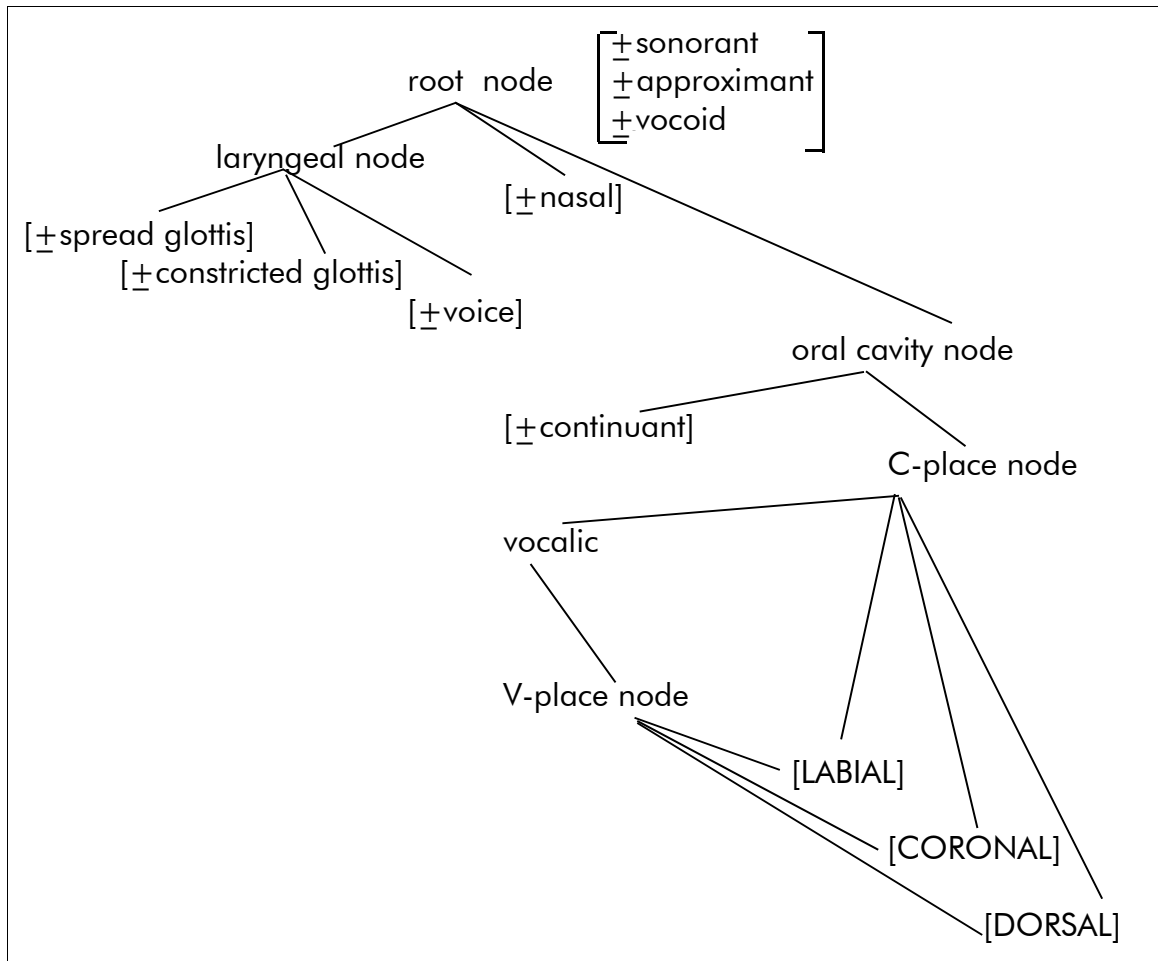 ±sonorant
root node
±approximant
±vocoid
laryngeal node
[±nasal]
[±spread glottis]
[±constricted glottis]
[±voice]
oral cavity node
[±continuant]
C-place node
vocalic
V-place node
[LABIAL]
[CORONAL]
[DORSAL]